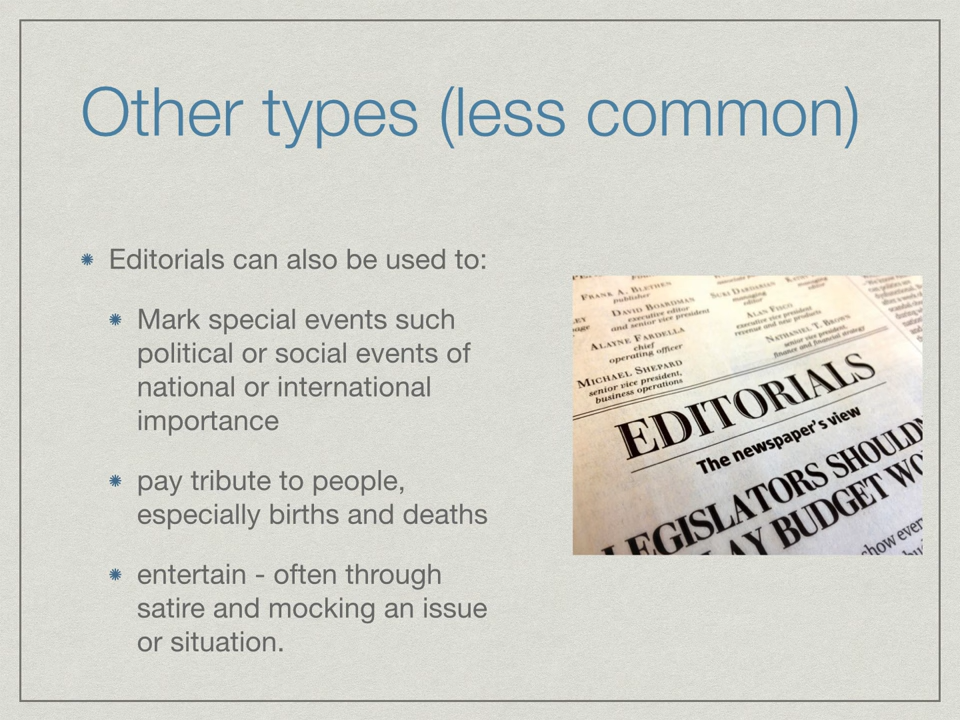 Other types (less common)
Editorials can also be used to:
Mark special events such
political or social events of
national or international
importance
pay tribute to people,
especially births and deaths
entertain - often through
satire and mocking an issue
or situation.
FRANK A. BLETHEN
publisher
DAVID BOARDMAN
executive editor
and senior vice president
ALAYNE FARDELLA
chief
operating officer
MICHAEL SHEPARD
senior vice president,
business operations
SUKI DARDARIAN
managing
editor
ALAN FISCO
executive vice president
revenue and new products
NATHANIEL T. BROWN
senior vice president,
finance and financial strategy
EDITORIALS
The newspaper's view
LEGISLATORS SHOULDN
BUDGET WO